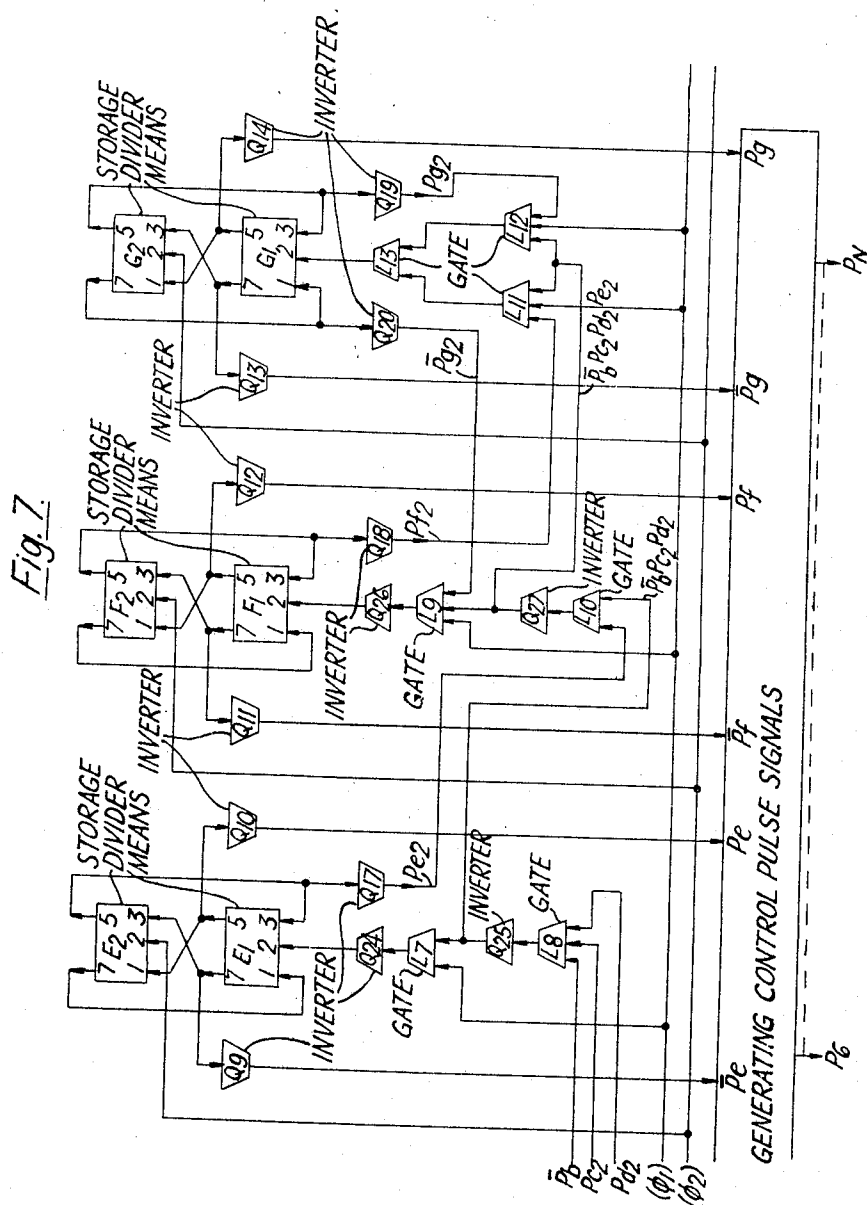 Fig. 7.
STORAGE
DIVIDER
MEANS
7 E2 5
1 2 3
7 E1 5
1 2 3
Q9
Q10
INVERTER
Q24
Q17
INVERTER
Pe2
L7
GATE
Q25
INVERTER
L8
GATE
STORAGE
DIVIDER
MEANS
7 F2 5
1 2 3
7 F1 5
1 2 3
Q11
Q12
INVERTER
Q26
Q18
INVERTER
Pf2
L9
GATE
Q27
INVERTER
L10
GATE
P̄b Pc2 Pd2
STORAGE
DIVIDER
MEANS
7 G2 5
1 2 3
7 G1 5
1 2 3
Q13
Q14
INVERTER.
Q20
Q19
P̄g2
Pg2
L13
GATE
L11
L12
P̄b Pc2 Pd2 Pe2
P̄b
Pc2
Pd2
(ϕ1)
(ϕ2)
P̄e
Pe
P̄f
Pf
P̄g
Pg
GENERATING CONTROL PULSE SIGNALS
P6
PN